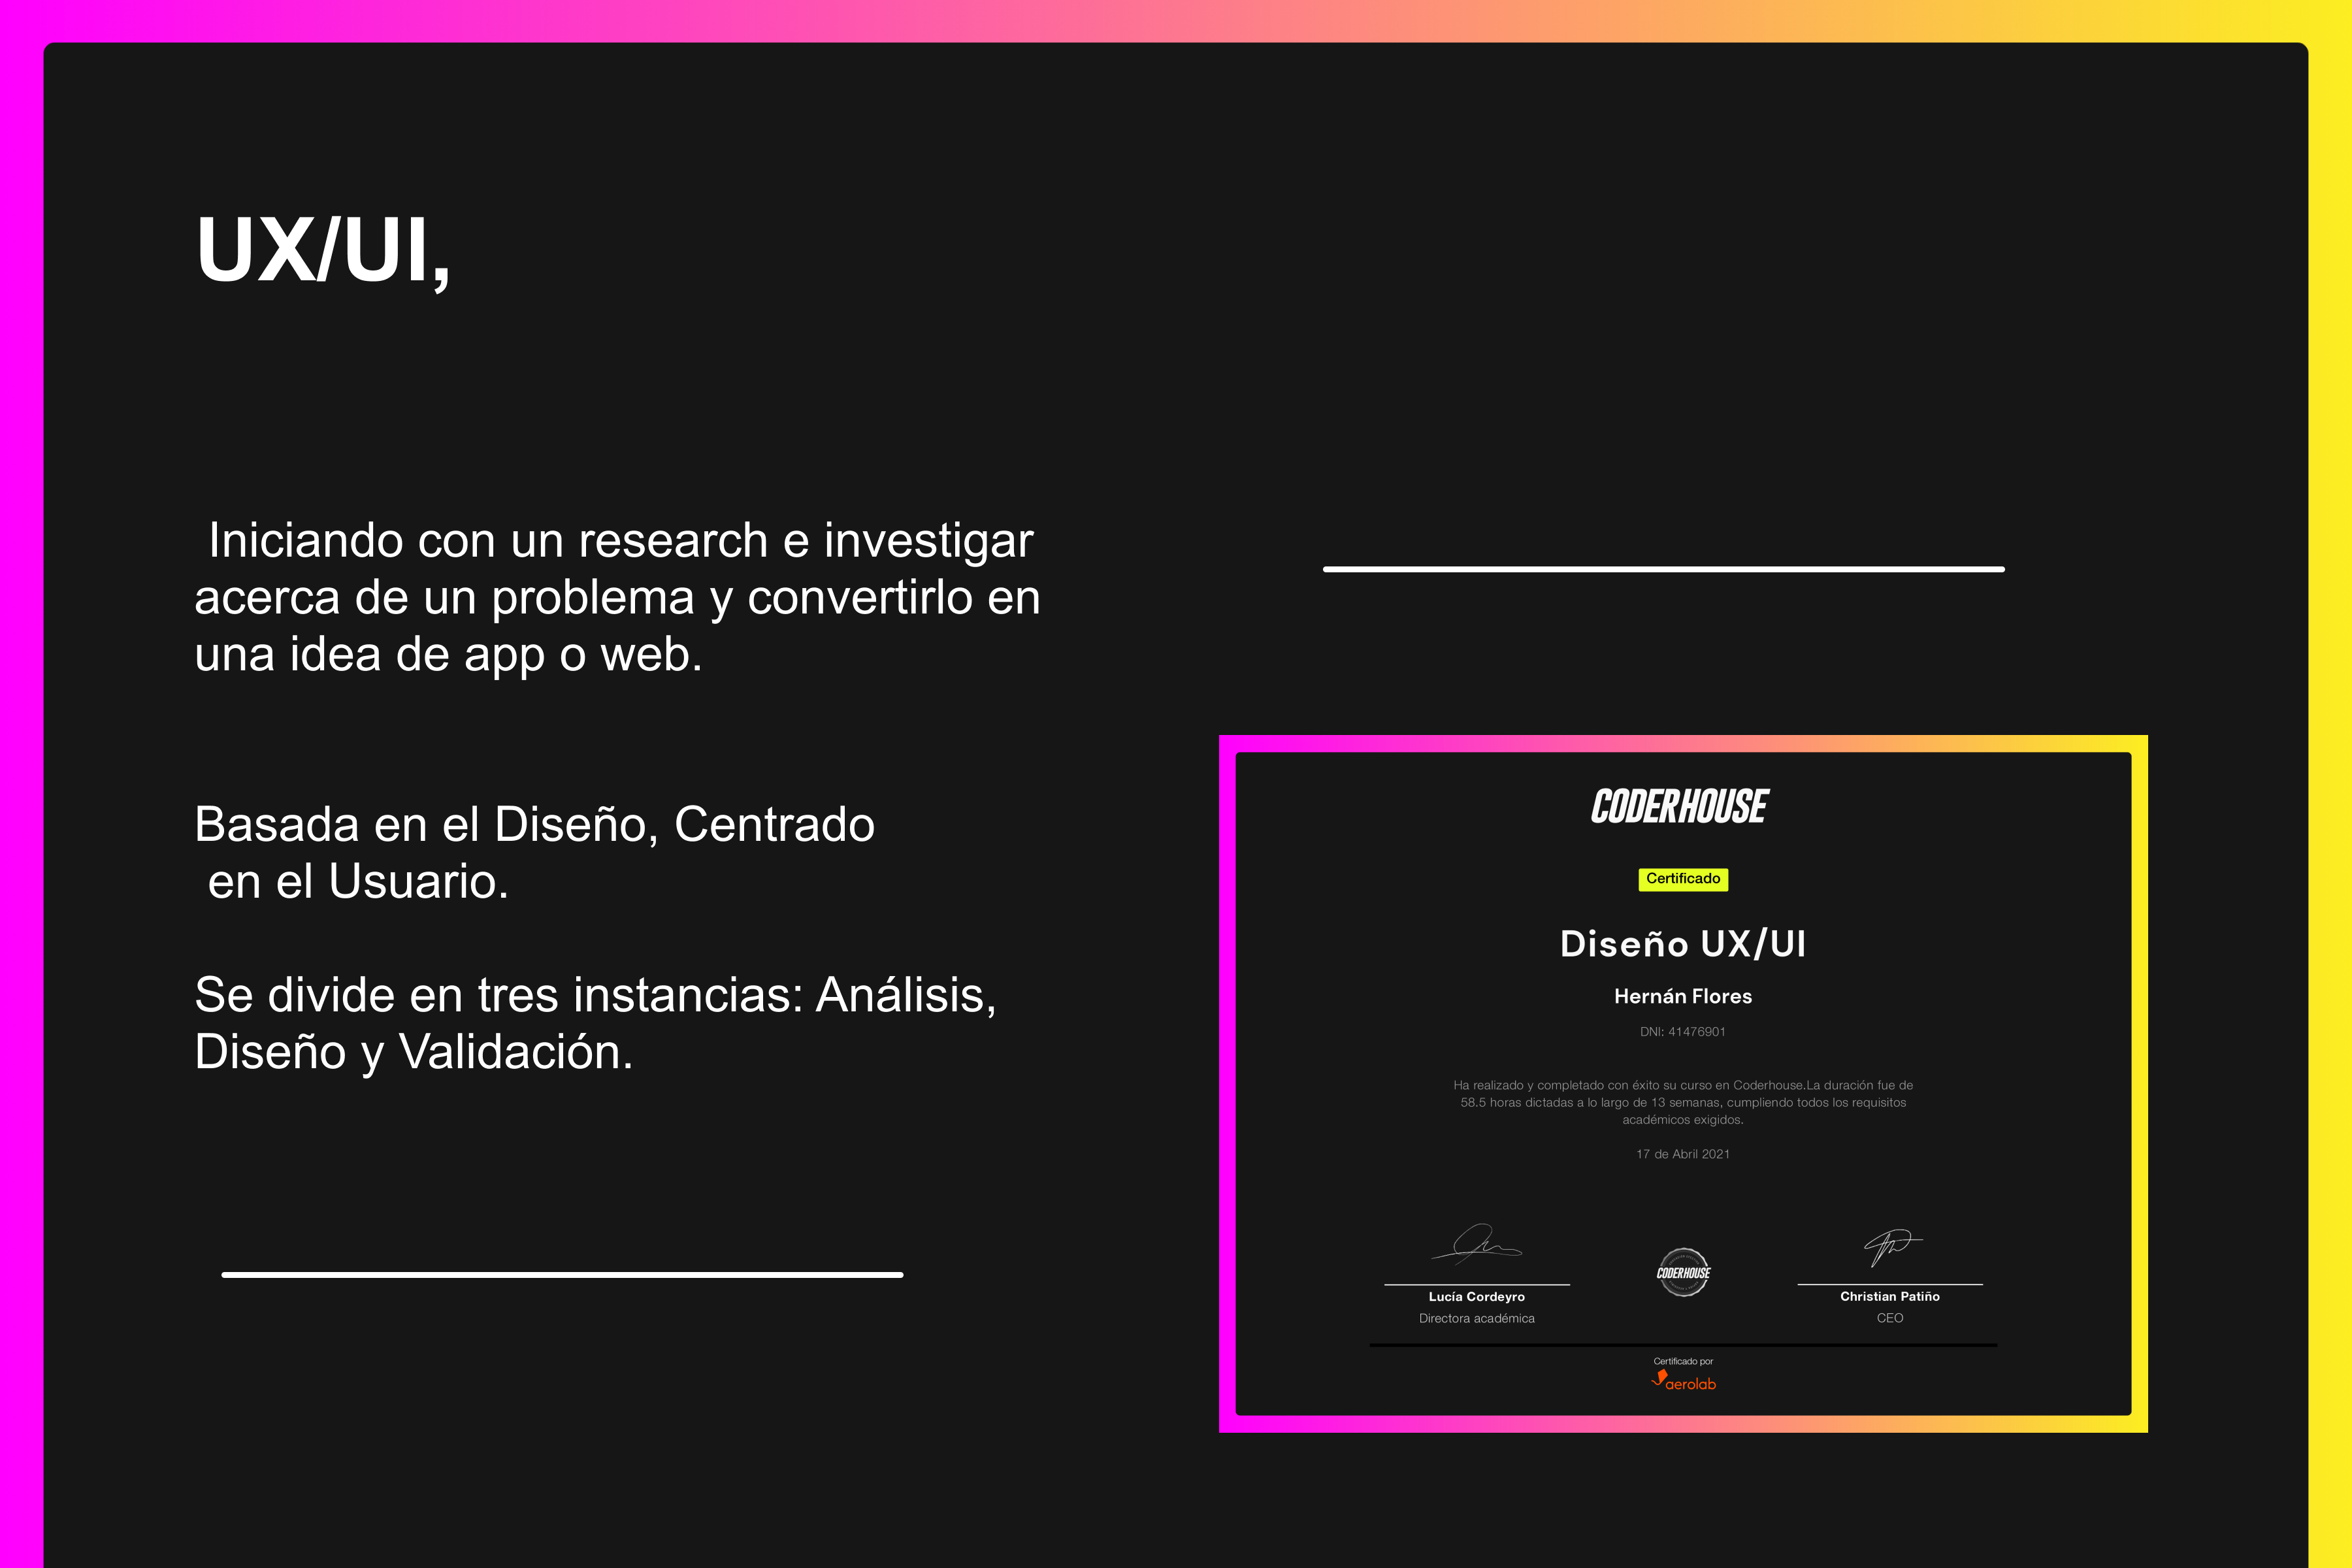 UX/UI,
Iniciando con un research e investigar
acerca de un problema y convertirlo en
una idea de app o web.
Basada en el Diseño, Centrado
en el Usuario.
Se divide en tres instancias: Análisis,
Diseño y Validación.
CODERHOUSE
Certificado
Diseño UX/UI
Hernán Flores
DNI: 41476901
Ha realizado y completado con éxito su curso en Coderhouse.La duración fue de
58.5 horas dictadas a lo largo de 13 semanas, cumpliendo todos los requisitos
académicos exigidos.
17 de Abril 2021
CODERHOUSE
Lucía Cordeyro
Directora académica
Christian Patiño
CEO
Certificado por
aerolab